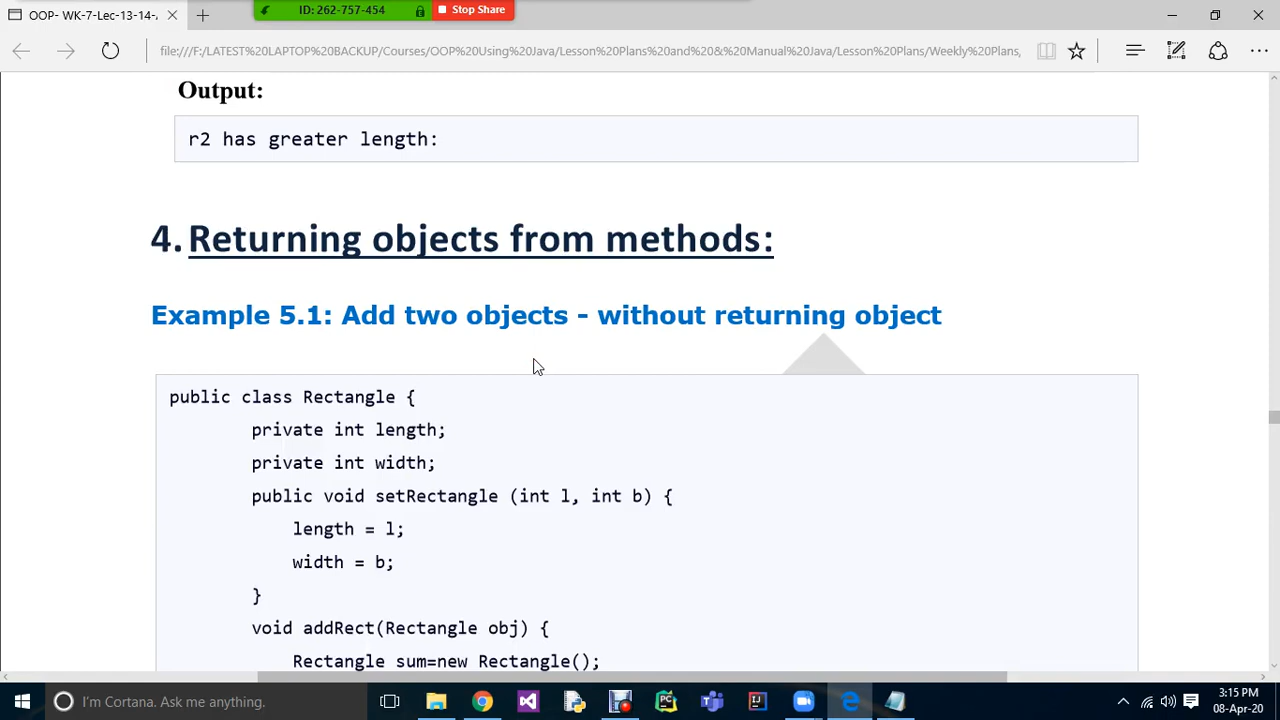 OOP- WK-7-Lec-13-14-
ID: 262-757-454
Stop Share
file:///F:/LATEST%20LAPTOP%20BACKUP/Courses/OOP%20Using%20Java/Lesson%20Plans%20and%20&%20Manual%20Java/Lesson%20Plans/Weekly%20Plans,
Output:
r2 has greater length:
4. Returning objects from methods:
Example 5.1: Add two objects - without returning object
public class Rectangle {
private int length;
private int width;
public void setRectangle (int l, int b) {
length = l;
width = b;
}
void addRect(Rectangle obj) {
Rectangle sum=new Rectangle();
I'm Cortana. Ask me anything.
3:15 PM
08-Apr-20